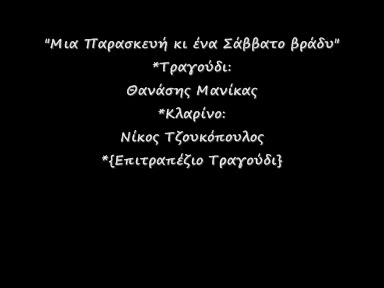 "Μια Παρασκευή κι ένα Σάββατο βράδυ"
*Τραγούδι:
Θανάσης Μανίκας
*Κλαρίνο:
Νίκος Τζουκόπουλος
*{Επιτραπέζιο Τραγούδι}